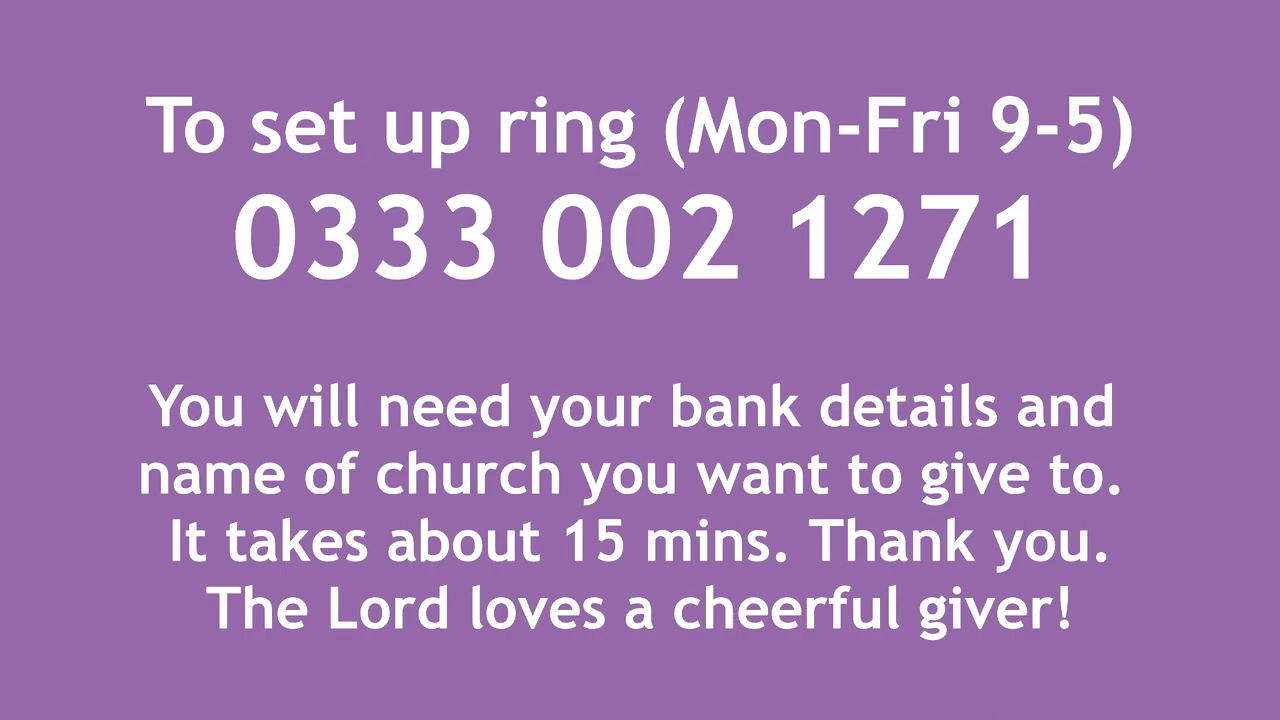 To set up ring (Mon-Fri 9-5)
0333 002 1271
You will need your bank details and
name of church you want to give to.
It takes about 15 mins. Thank you.
The Lord loves a cheerful giver!